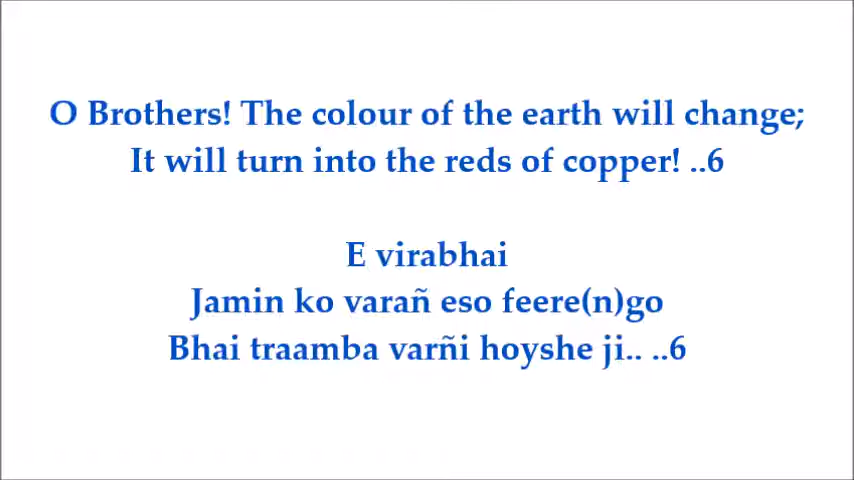 O Brothers! The colour of the earth will change;
It will turn into the reds of copper! ..6
E virabhai
Jamin ko varañ eso feere(n)go
Bhai traamba varñi hoyshe ji.. ..6